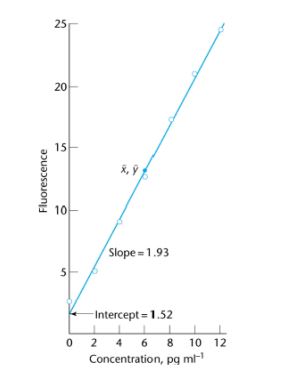 25
20
Fluorescence
15
x̄, ȳ
10
Slope = 1.93
5
Intercept = 1.52
0 2 4 6 8 10 12
Concentration, pg ml⁻¹